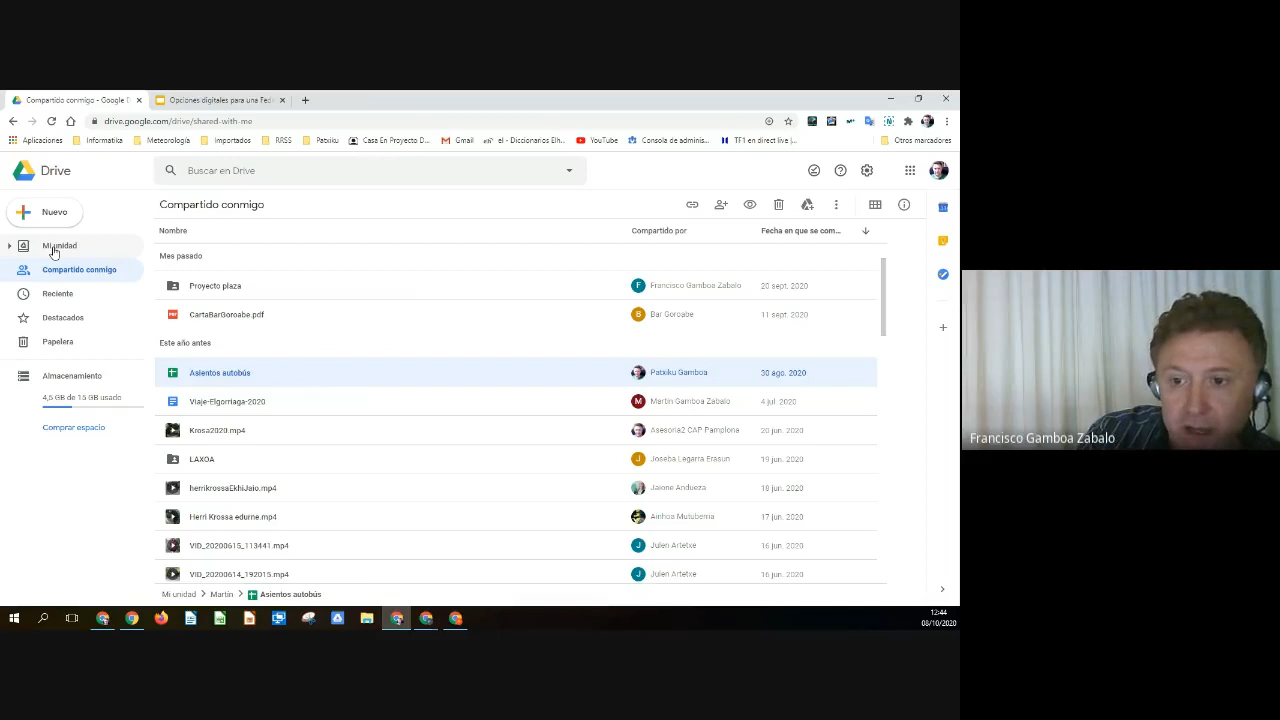 Compartido conmigo - Google D
Opciones digitales para una Fede
drive.google.com/drive/shared-with-me
Aplicaciones
Informatika
Meteorología
Importados
RRSS
Patxiku
Casa En Proyecto D...
Gmail
el - Diccionarios Elh...
YouTube
Consola de adminis...
TF1 en direct live |...
Otros marcadores
Drive
Buscar en Drive
Nuevo
Mi unidad
Compartido conmigo
Reciente
Destacados
Papelera
Almacenamiento
4,5 GB de 15 GB usado
Comprar espacio
Compartido conmigo
Nombre
Compartido por
Fecha en que se com...
Mes pasado
Proyecto plaza
F
Francisco Gamboa Zabalo
20 sept. 2020
CartaBarGoroabe.pdf
B
Bar Goroabe
11 sept. 2020
Este año antes
Asientos autobús
Patxiku Gamboa
30 ago. 2020
Viaje-Elgorriaga-2020
M
Martin Gamboa Zabalo
4 jul. 2020
Krosa2020.mp4
Asesoria2 CAP Pamplona
20 jun. 2020
LAXOA
J
Joseba Legarra Erasun
19 jun. 2020
herrikrossaEkhiJaio.mp4
Jaione Andueza
18 jun. 2020
Herri Krossa edurne.mp4
Ainhoa Mutuberria
17 jun. 2020
VID_20200615_113441.mp4
J
Julen Artetxe
16 jun. 2020
VID_20200614_192015.mp4
J
Julen Artetxe
16 jun. 2020
Mi unidad
Martín
Asientos autobús
12:44
08/10/2020
Francisco Gamboa Zabalo